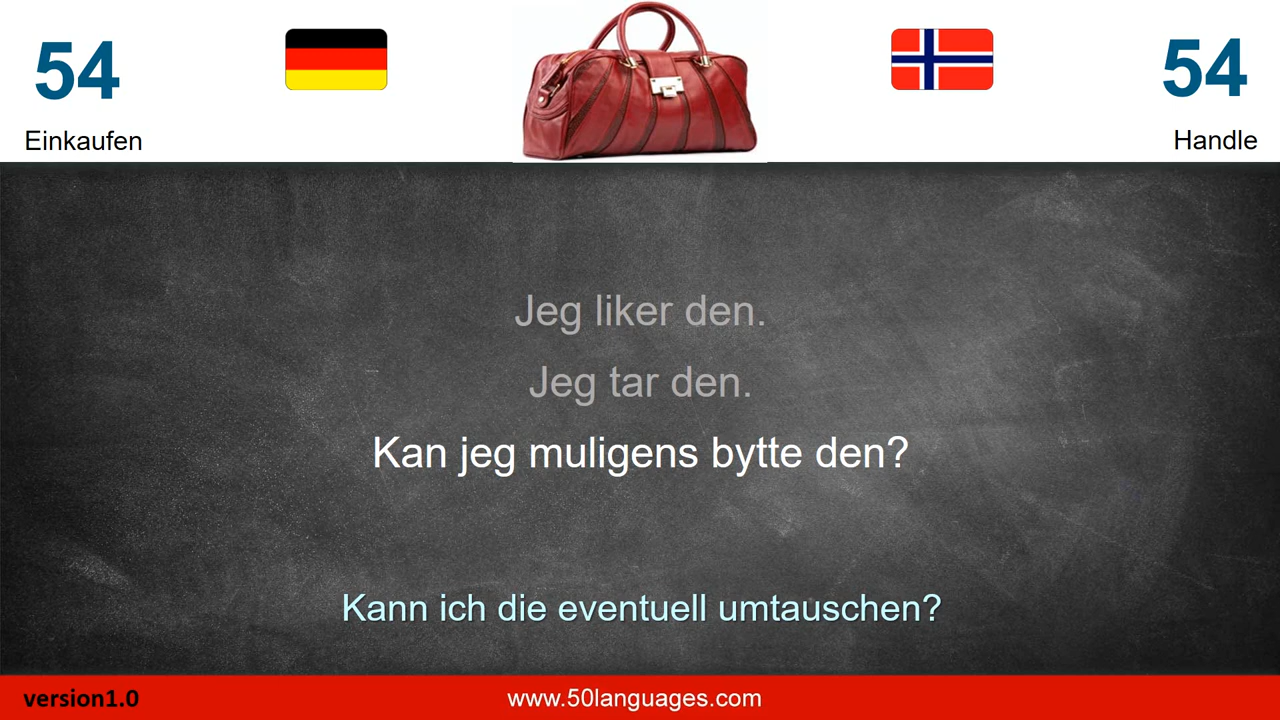 54
54
Einkaufen
Handle
Jeg liker den.
Jeg tar den.
Kan jeg muligens bytte den?
Kann ich die eventuell umtauschen?
version1.0
www.50languages.com